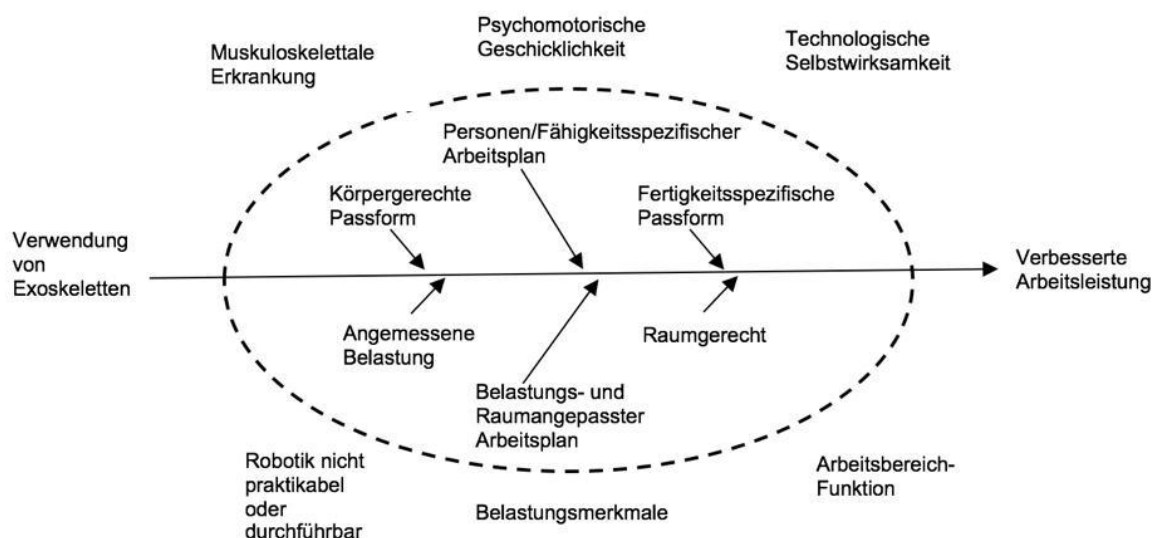 Muskuloskelettale
Erkrankung
Psychomotorische
Geschicklichkeit
Technologische
Selbstwirksamkeit
Personen/Fähigkeitsspezifischer
Arbeitsplan
Körpergerechte
Passform
Fertigkeitsspezifische
Passform
Verwendung
von
Exoskeletten
Verbesserte
Arbeitsleistung
Angemessene
Belastung
Raumgerecht
Belastungs- und
Raumangepasster
Arbeitsplan
Robotik nicht
praktikabel
oder
durchführbar
Belastungsmerkmale
Arbeitsbereich-
Funktion